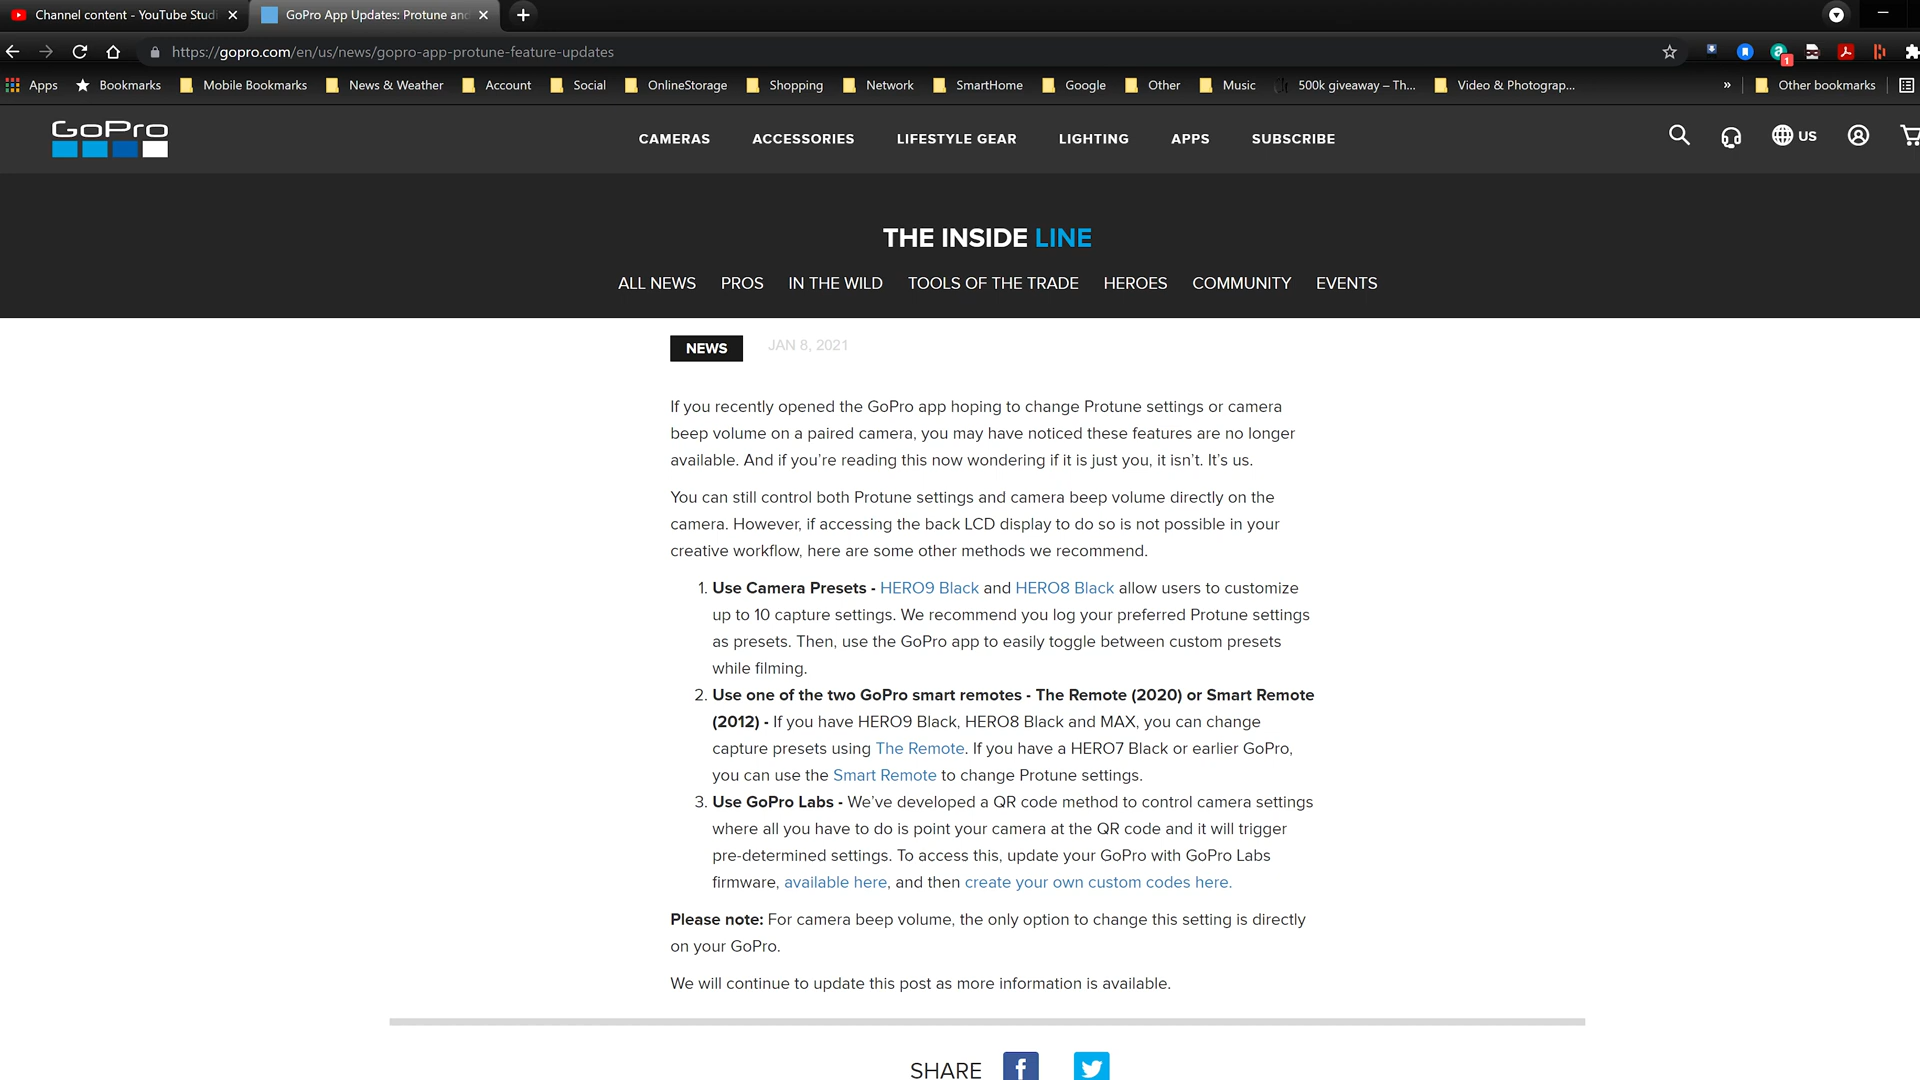 Channel content - YouTube Studi
GoPro App Updates: Protune and
https://gopro.com/en/us/news/gopro-app-protune-feature-updates
1
Apps Bookmarks Mobile Bookmarks News & Weather Account Social OnlineStorage Shopping Network SmartHome Google Other Music 500k giveaway – Th... Video & Photograp... » Other bookmarks
GoPro
CAMERAS ACCESSORIES LIFESTYLE GEAR LIGHTING APPS SUBSCRIBE
US
THE INSIDE LINE
ALL NEWS PROS IN THE WILD TOOLS OF THE TRADE HEROES COMMUNITY EVENTS
NEWS JAN 8, 2021
If you recently opened the GoPro app hoping to change Protune settings or camera
beep volume on a paired camera, you may have noticed these features are no longer
available. And if you’re reading this now wondering if it is just you, it isn’t. It’s us.
You can still control both Protune settings and camera beep volume directly on the
camera. However, if accessing the back LCD display to do so is not possible in your
creative workflow, here are some other methods we recommend.
1. Use Camera Presets - HERO9 Black and HERO8 Black allow users to customize
up to 10 capture settings. We recommend you log your preferred Protune settings
as presets. Then, use the GoPro app to easily toggle between custom presets
while filming.
2. Use one of the two GoPro smart remotes - The Remote (2020) or Smart Remote
(2012) - If you have HERO9 Black, HERO8 Black and MAX, you can change
capture presets using The Remote. If you have a HERO7 Black or earlier GoPro,
you can use the Smart Remote to change Protune settings.
3. Use GoPro Labs - We’ve developed a QR code method to control camera settings
where all you have to do is point your camera at the QR code and it will trigger
pre-determined settings. To access this, update your GoPro with GoPro Labs
firmware, available here, and then create your own custom codes here.
Please note: For camera beep volume, the only option to change this setting is directly
on your GoPro.
We will continue to update this post as more information is available.
SHARE